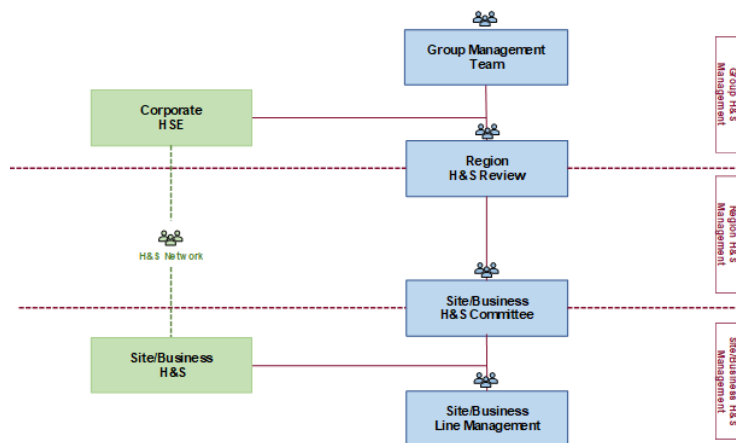 Group Management
Team
Group H&S
Management
Corporate
HSE
Region
H&S Review
Region H&S
Management
H&S Network
Site/Business
H&S Committee
Site/Business
H&S
Site/Business H&S
Management
Site/Business
Line Management